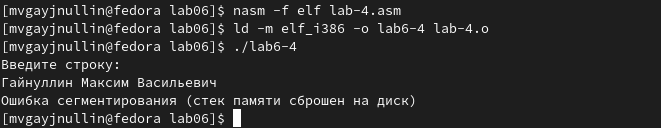 [mvgayjnullin@fedora lab06]$ nasm -f elf lab-4.asm
[mvgayjnullin@fedora lab06]$ ld -m elf_i386 -o lab6-4 lab-4.o
[mvgayjnullin@fedora lab06]$ ./lab6-4
Введите строку:
Гайнуллин Максим Васильевич
Ошибка сегментирования (стек памяти сброшен на диск)
[mvgayjnullin@fedora lab06]$